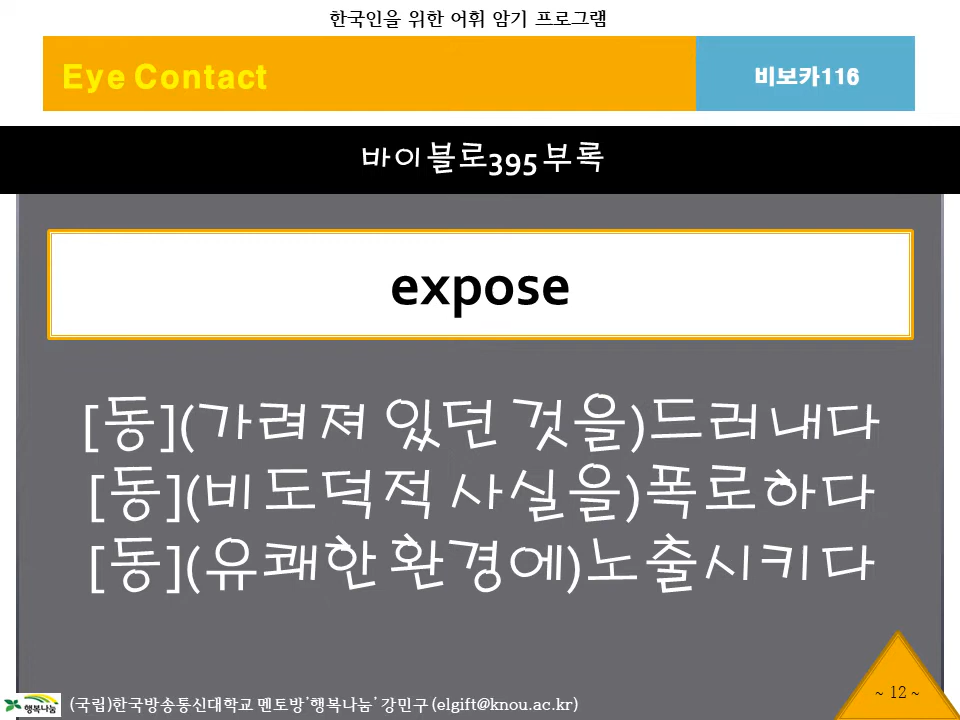 한국인을 위한 어휘 암기 프로그램
Eye Contact
비보카116
바이블로395부록
expose
[동](가려져 있던 것을)드러내다
[동](비도덕적 사실을)폭로하다
[동](유쾌한 환경에)노출시키다
~ 12 ~
행복나눔
(국립)한국방송통신대학교 멘토방'행복나눔' 강민구 (elgift@knou.ac.kr)